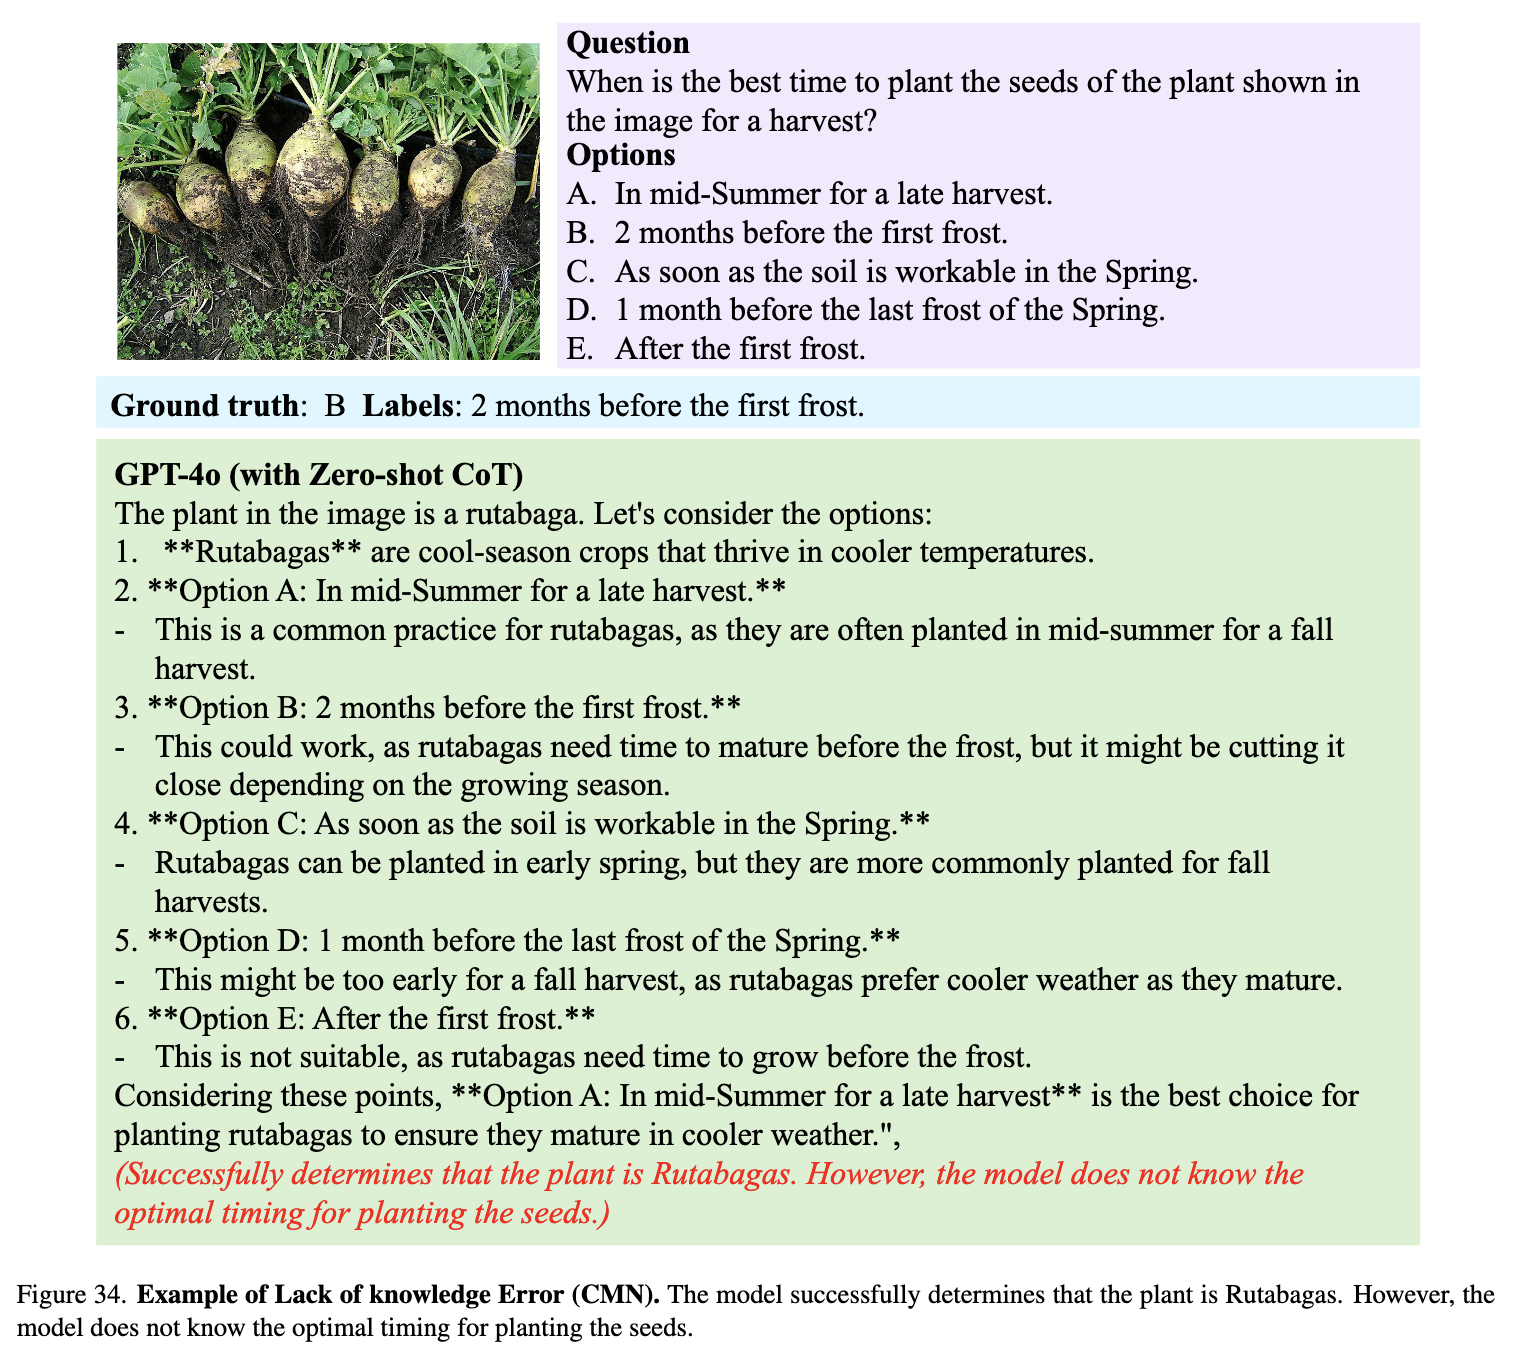 Question
When is the best time to plant the seeds of the plant shown in
the image for a harvest?
Options
A. In mid-Summer for a late harvest.
B. 2 months before the first frost.
C. As soon as the soil is workable in the Spring.
D. 1 month before the last frost of the Spring.
E. After the first frost.
Ground truth: B Labels: 2 months before the first frost.
GPT-4o (with Zero-shot CoT)
The plant in the image is a rutabaga. Let's consider the options:
1. **Rutabagas** are cool-season crops that thrive in cooler temperatures.
2. **Option A: In mid-Summer for a late harvest.**
- This is a common practice for rutabagas, as they are often planted in mid-summer for a fall
harvest.
3. **Option B: 2 months before the first frost.**
- This could work, as rutabagas need time to mature before the frost, but it might be cutting it
close depending on the growing season.
4. **Option C: As soon as the soil is workable in the Spring.**
- Rutabagas can be planted in early spring, but they are more commonly planted for fall
harvests.
5. **Option D: 1 month before the last frost of the Spring.**
- This might be too early for a fall harvest, as rutabagas prefer cooler weather as they mature.
6. **Option E: After the first frost.**
- This is not suitable, as rutabagas need time to grow before the frost.
Considering these points, **Option A: In mid-Summer for a late harvest** is the best choice for
planting rutabagas to ensure they mature in cooler weather.",
(Successfully determines that the plant is Rutabagas. However, the model does not know the
optimal timing for planting the seeds.)
Figure 34. Example of Lack of knowledge Error (CMN). The model successfully determines that the plant is Rutabagas. However, the
model does not know the optimal timing for planting the seeds.